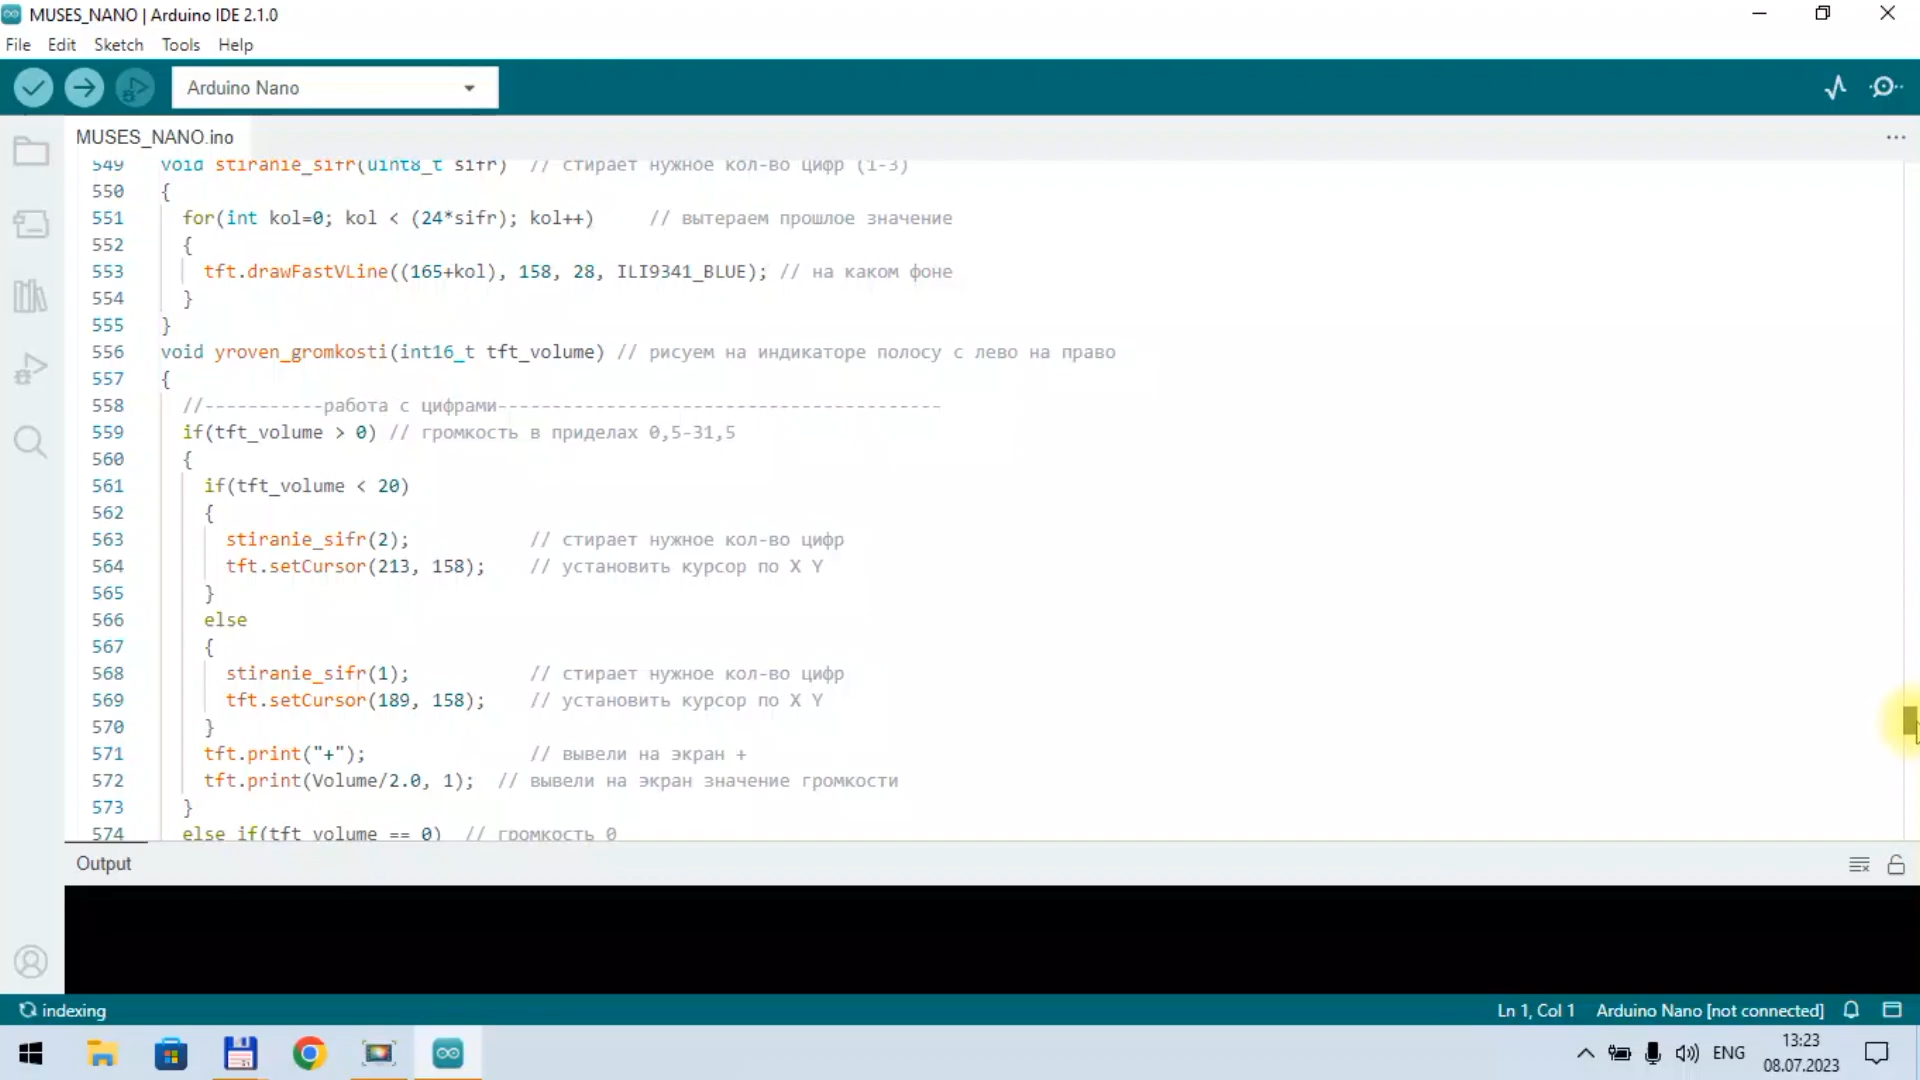 MUSES_NANO | Arduino IDE 2.1.0
File Edit Sketch Tools Help
Arduino Nano
MUSES_NANO.ino
549 void stiranie_sifr(uint8_t sifr) // стирает нужное кол-во цифр (1-3)
550 {
551 for(int kol=0; kol < (24*sifr); kol++) // вытераем прошлое значение
552 {
553 tft.drawFastVLine((165+kol), 158, 28, ILI9341_BLUE); // на каком фоне
554 }
555 }
556 void yroven_gromkosti(int16_t tft_volume) // рисуем на индикаторе полосу с лево на право
557 {
558 //-----------работа с цифрами-----------------------------------------
559 if(tft_volume > 0) // громкость в приделах 0,5-31,5
560 {
561 if(tft_volume < 20)
562 {
563 stiranie_sifr(2); // стирает нужное кол-во цифр
564 tft.setCursor(213, 158); // установить курсор по X Y
565 }
566 else
567 {
568 stiranie_sifr(1); // стирает нужное кол-во цифр
569 tft.setCursor(189, 158); // установить курсор по X Y
570 }
571 tft.print("+"); // вывели на экран +
572 tft.print(Volume/2.0, 1); // вывели на экран значение громкости
573 }
574 else if(tft_volume == 0) // громкость 0
Output
indexing
Ln 1, Col 1 Arduino Nano [not connected]
ENG
13:23
08.07.2023